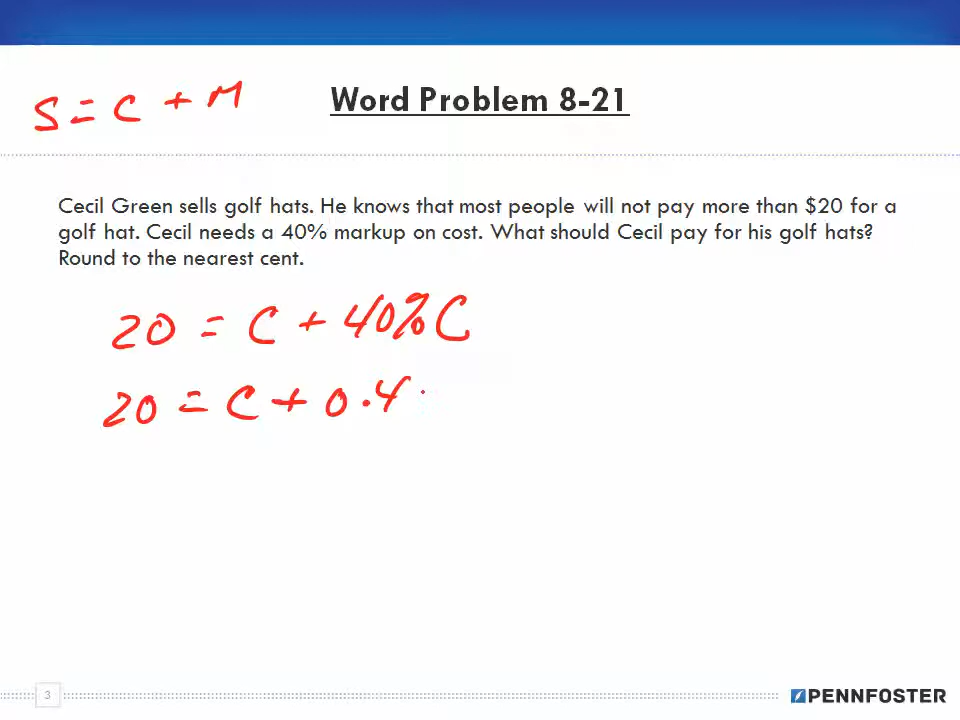 S = C + M
Word Problem 8-21
Cecil Green sells golf hats. He knows that most people will not pay more than $20 for a
golf hat. Cecil needs a 40% markup on cost. What should Cecil pay for his golf hats?
Round to the nearest cent.
20 = C + 40% C
20 = C + 0.4
3
PENNFOSTER